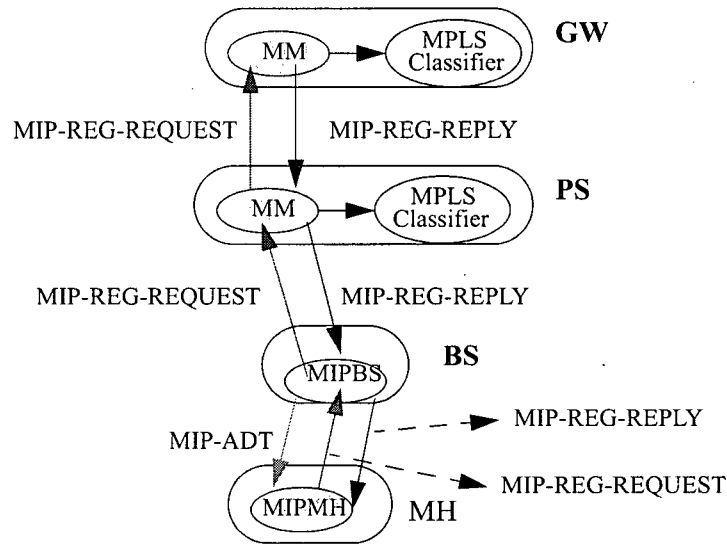 GW
MM
MPLS
Classifier
MIP-REG-REQUEST
MIP-REG-REPLY
PS
MM
MPLS
Classifier
MIP-REG-REQUEST
MIP-REG-REPLY
BS
MIPBS
MIP-REG-REPLY
MIP-ADT
MIP-REG-REQUEST
MIPMH
MH